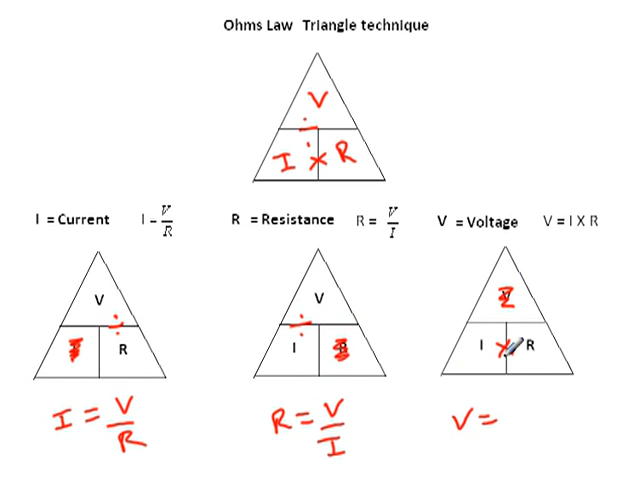 Ohms Law Triangle technique
V
÷
I × R
I = Current I = V/R R = Resistance R = V/I V = Voltage V = I X R
V V
÷ ÷
R I I × R
I = V/R R = V/I V =